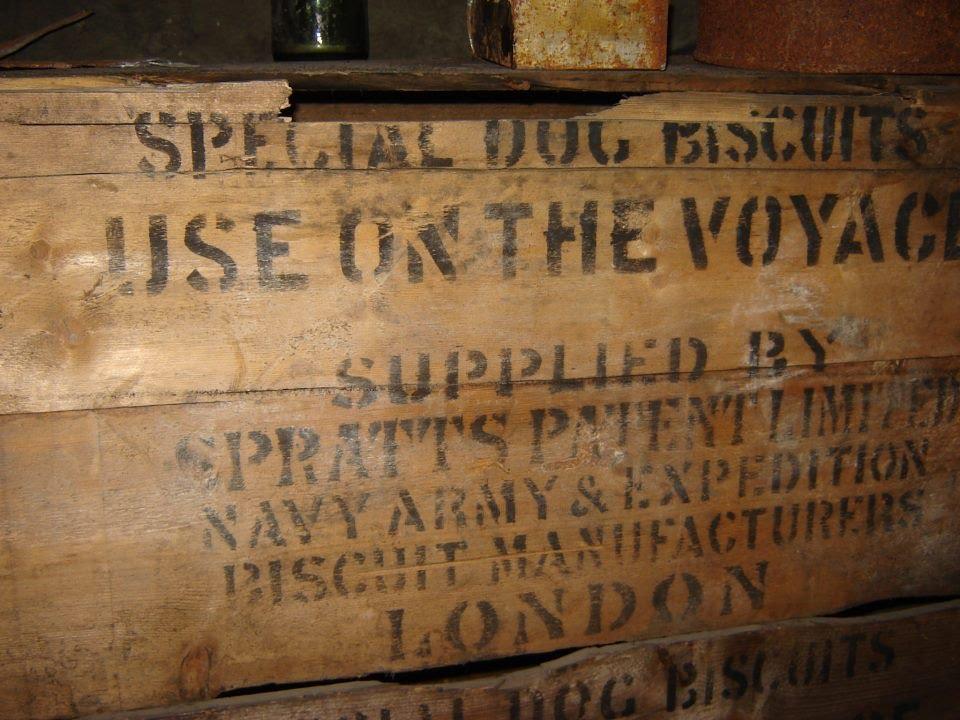 SPECIAL DOG BISCUITS
USE ON THE VOYAGE
SUPPLIED BY
SPRATT'S PATENT LIMITED
NAVY ARMY & EXPEDITION
BISCUIT MANUFACTURERS
LONDON
DOG BISCUITS